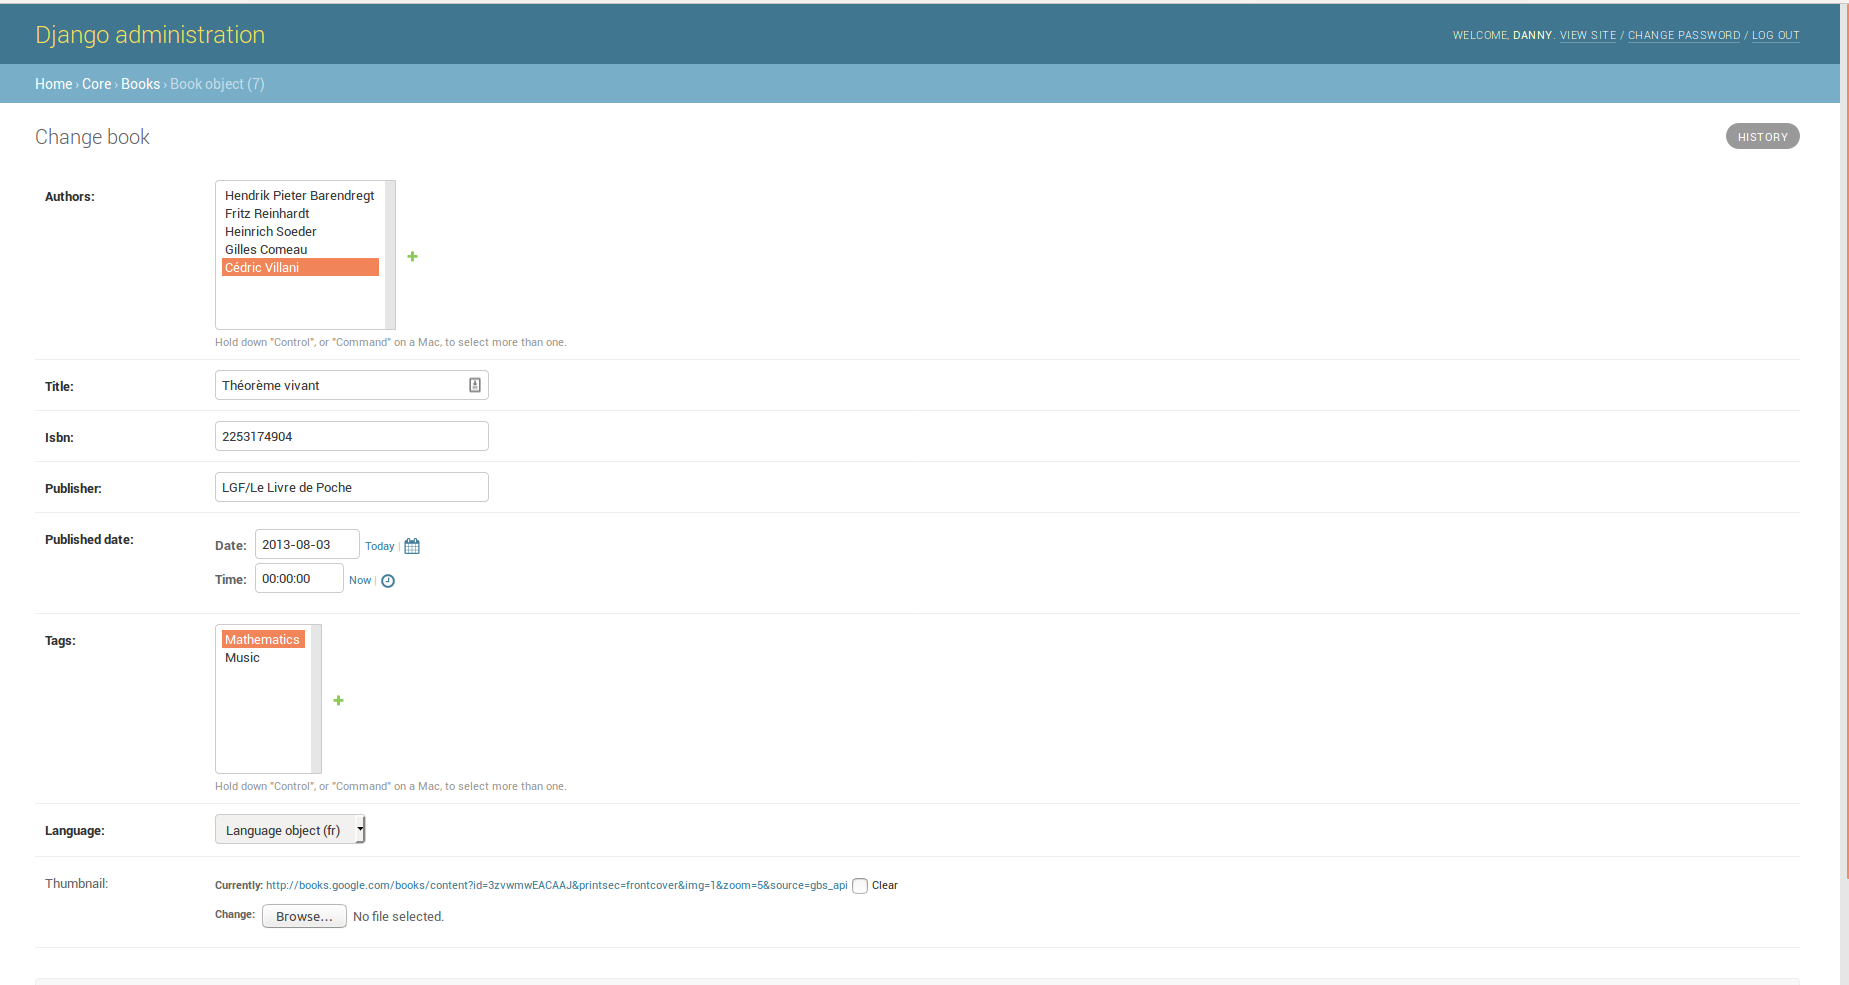 Django administration
WELCOME, DANNY. VIEW SITE / CHANGE PASSWORD / LOG OUT
Home › Core › Books › Book object (7)
Change book
HISTORY
Authors:
Hendrik Pieter Barendregt
Fritz Reinhardt
Heinrich Soeder
Gilles Comeau
Cédric Villani
Hold down "Control", or "Command" on a Mac, to select more than one.
Title: Théorème vivant
Isbn: 2253174904
Publisher: LGF/Le Livre de Poche
Published date:
Date: 2013-08-03 Today |
Time: 00:00:00 Now |
Tags:
Mathematics
Music
Hold down "Control", or "Command" on a Mac, to select more than one.
Language: Language object (fr)
Thumbnail: Currently: http://books.google.com/books/content?id=3zvwmwEACAAJ&printsec=frontcover&img=1&zoom=5&source=gbs_api Clear
Change: Browse... No file selected.